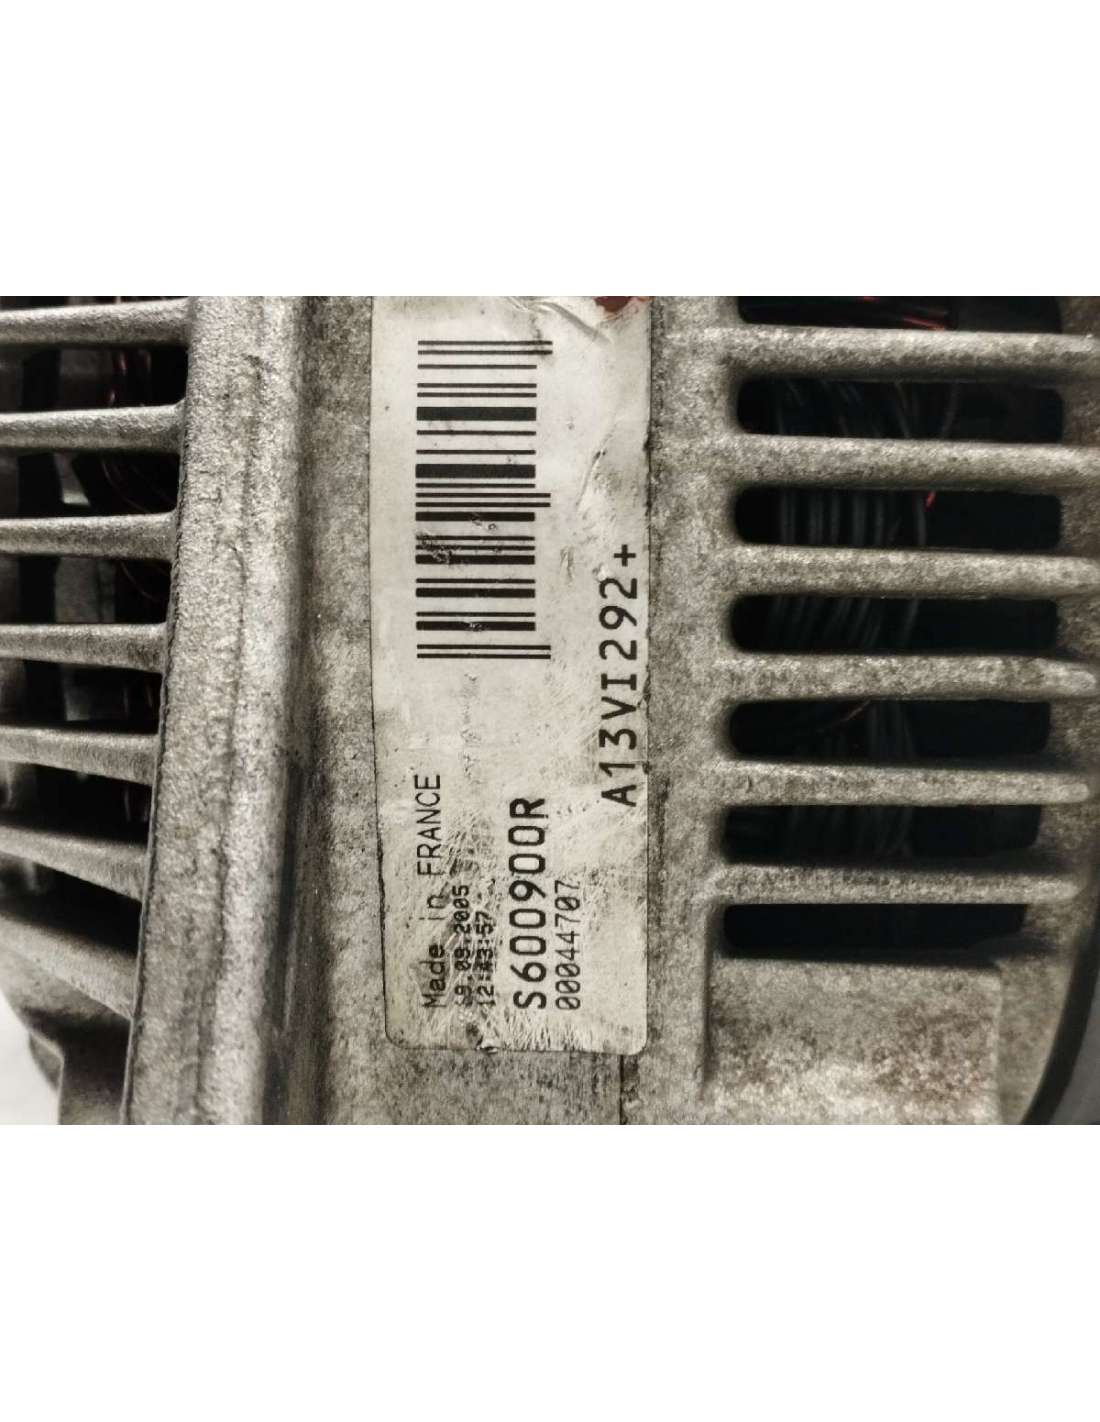 Made in FRANCE
12:43:57
S600900R
00044707
A13VI292+